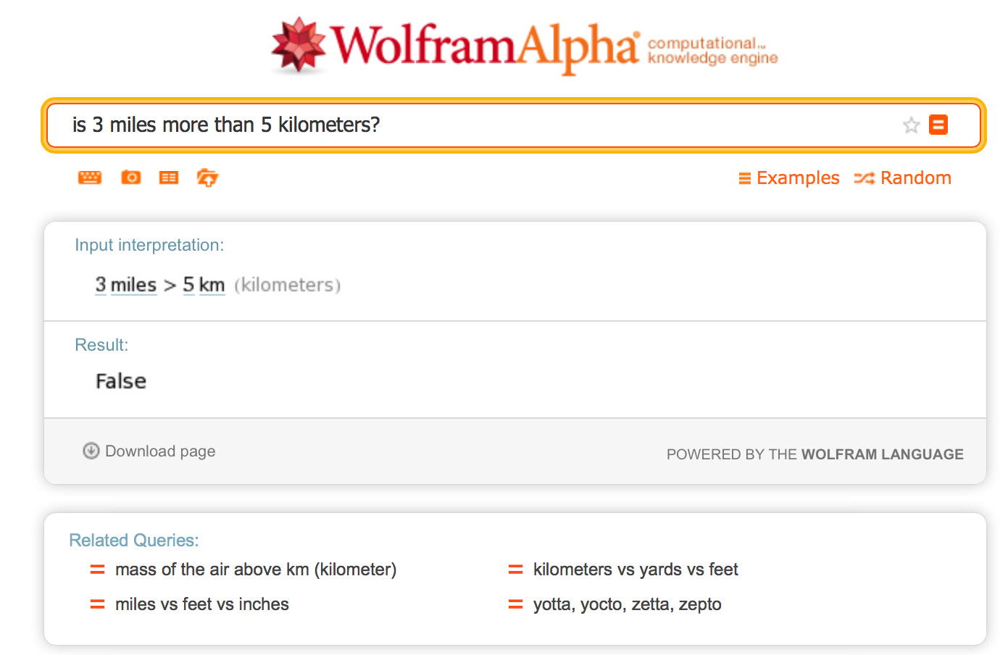 WolframAlpha computational... knowledge engine
is 3 miles more than 5 kilometers?
Examples Random
Input interpretation:
3 miles > 5 km (kilometers)
Result:
False
Download page POWERED BY THE WOLFRAM LANGUAGE
Related Queries:
mass of the air above km (kilometer) kilometers vs yards vs feet
miles vs feet vs inches yotta, yocto, zetta, zepto